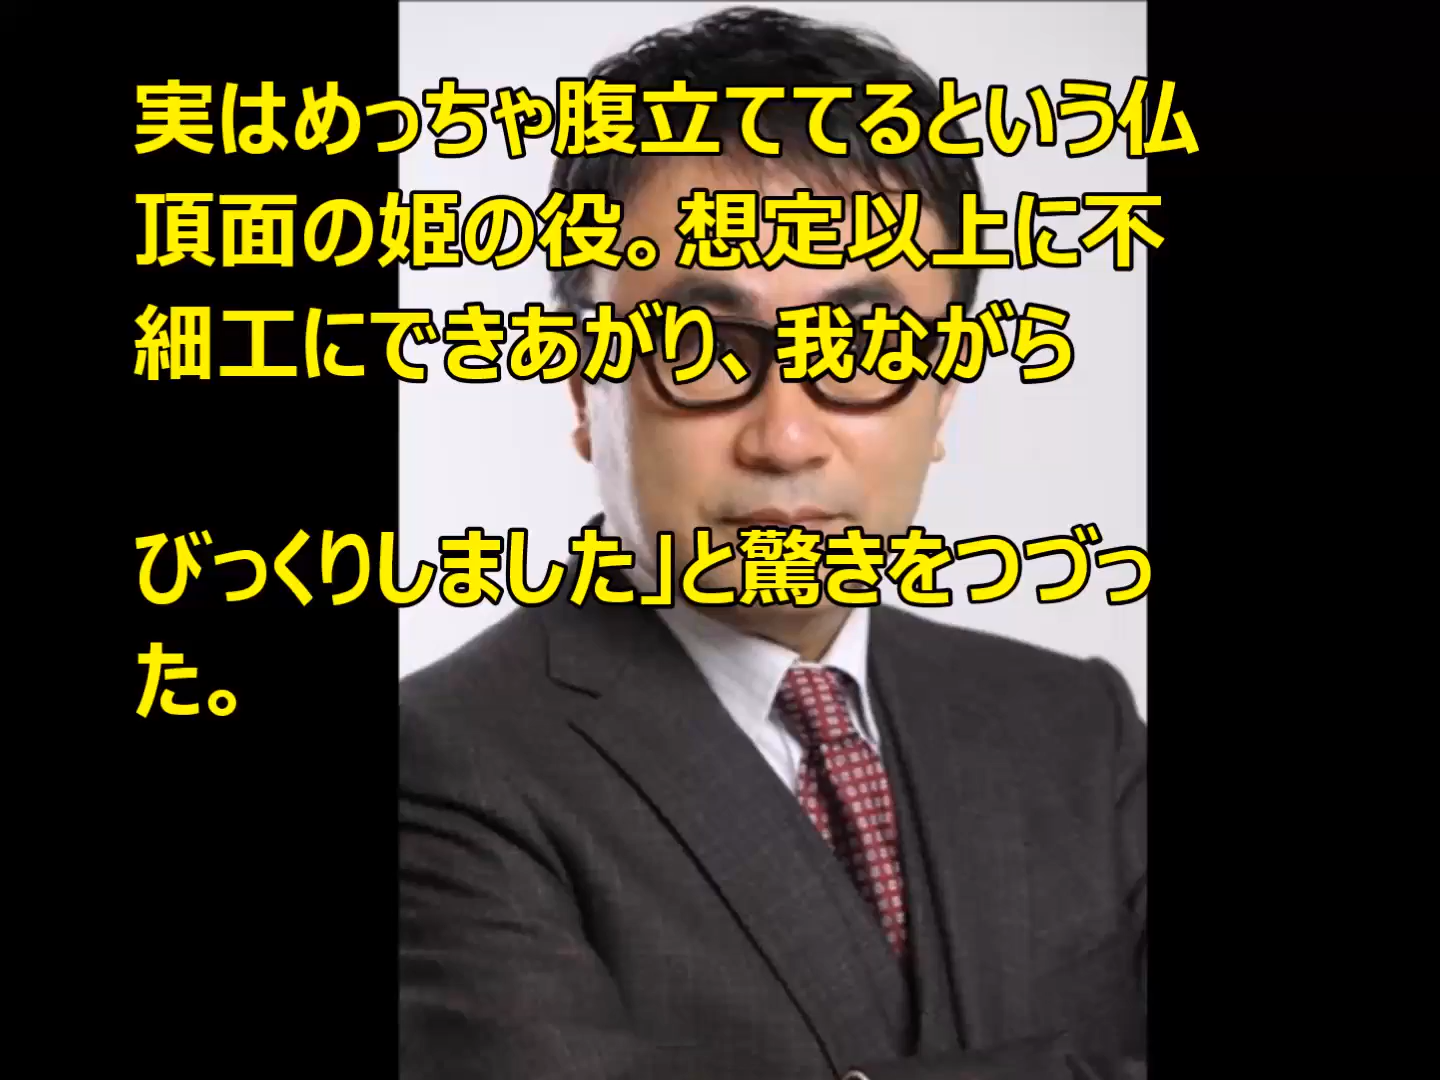 実はめっちゃ腹立ててるという仏
頂面の姫の役。想定以上に不
細工にできあがり、我ながら
びっくりしました」と驚きをつづっ
た。